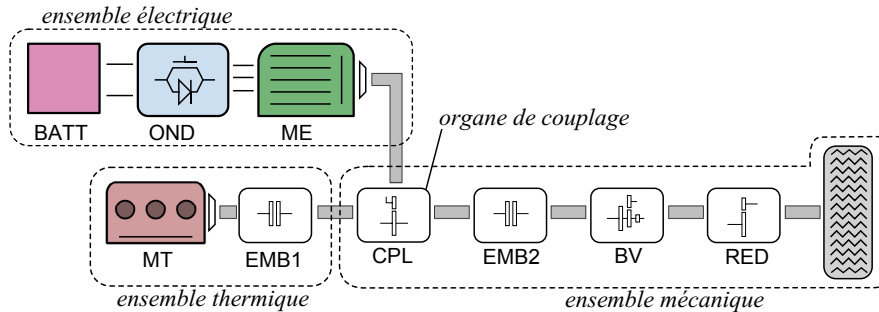 ensemble électrique
BATT
OND
ME
organe de couplage
MT
EMB1
CPL
EMB2
BV
RED
ensemble thermique
ensemble mécanique